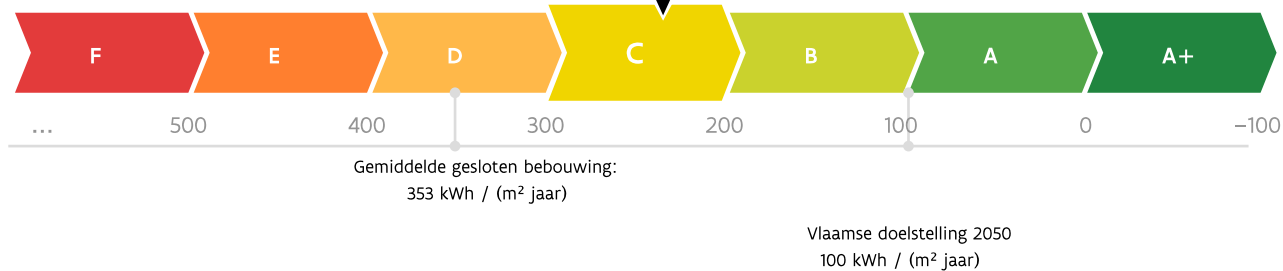 F E D C B A A+
... 500 400 300 200 100 0 −100
Gemiddelde gesloten bebouwing:
353 kWh / (m² jaar)
Vlaamse doelstelling 2050
100 kWh / (m² jaar)